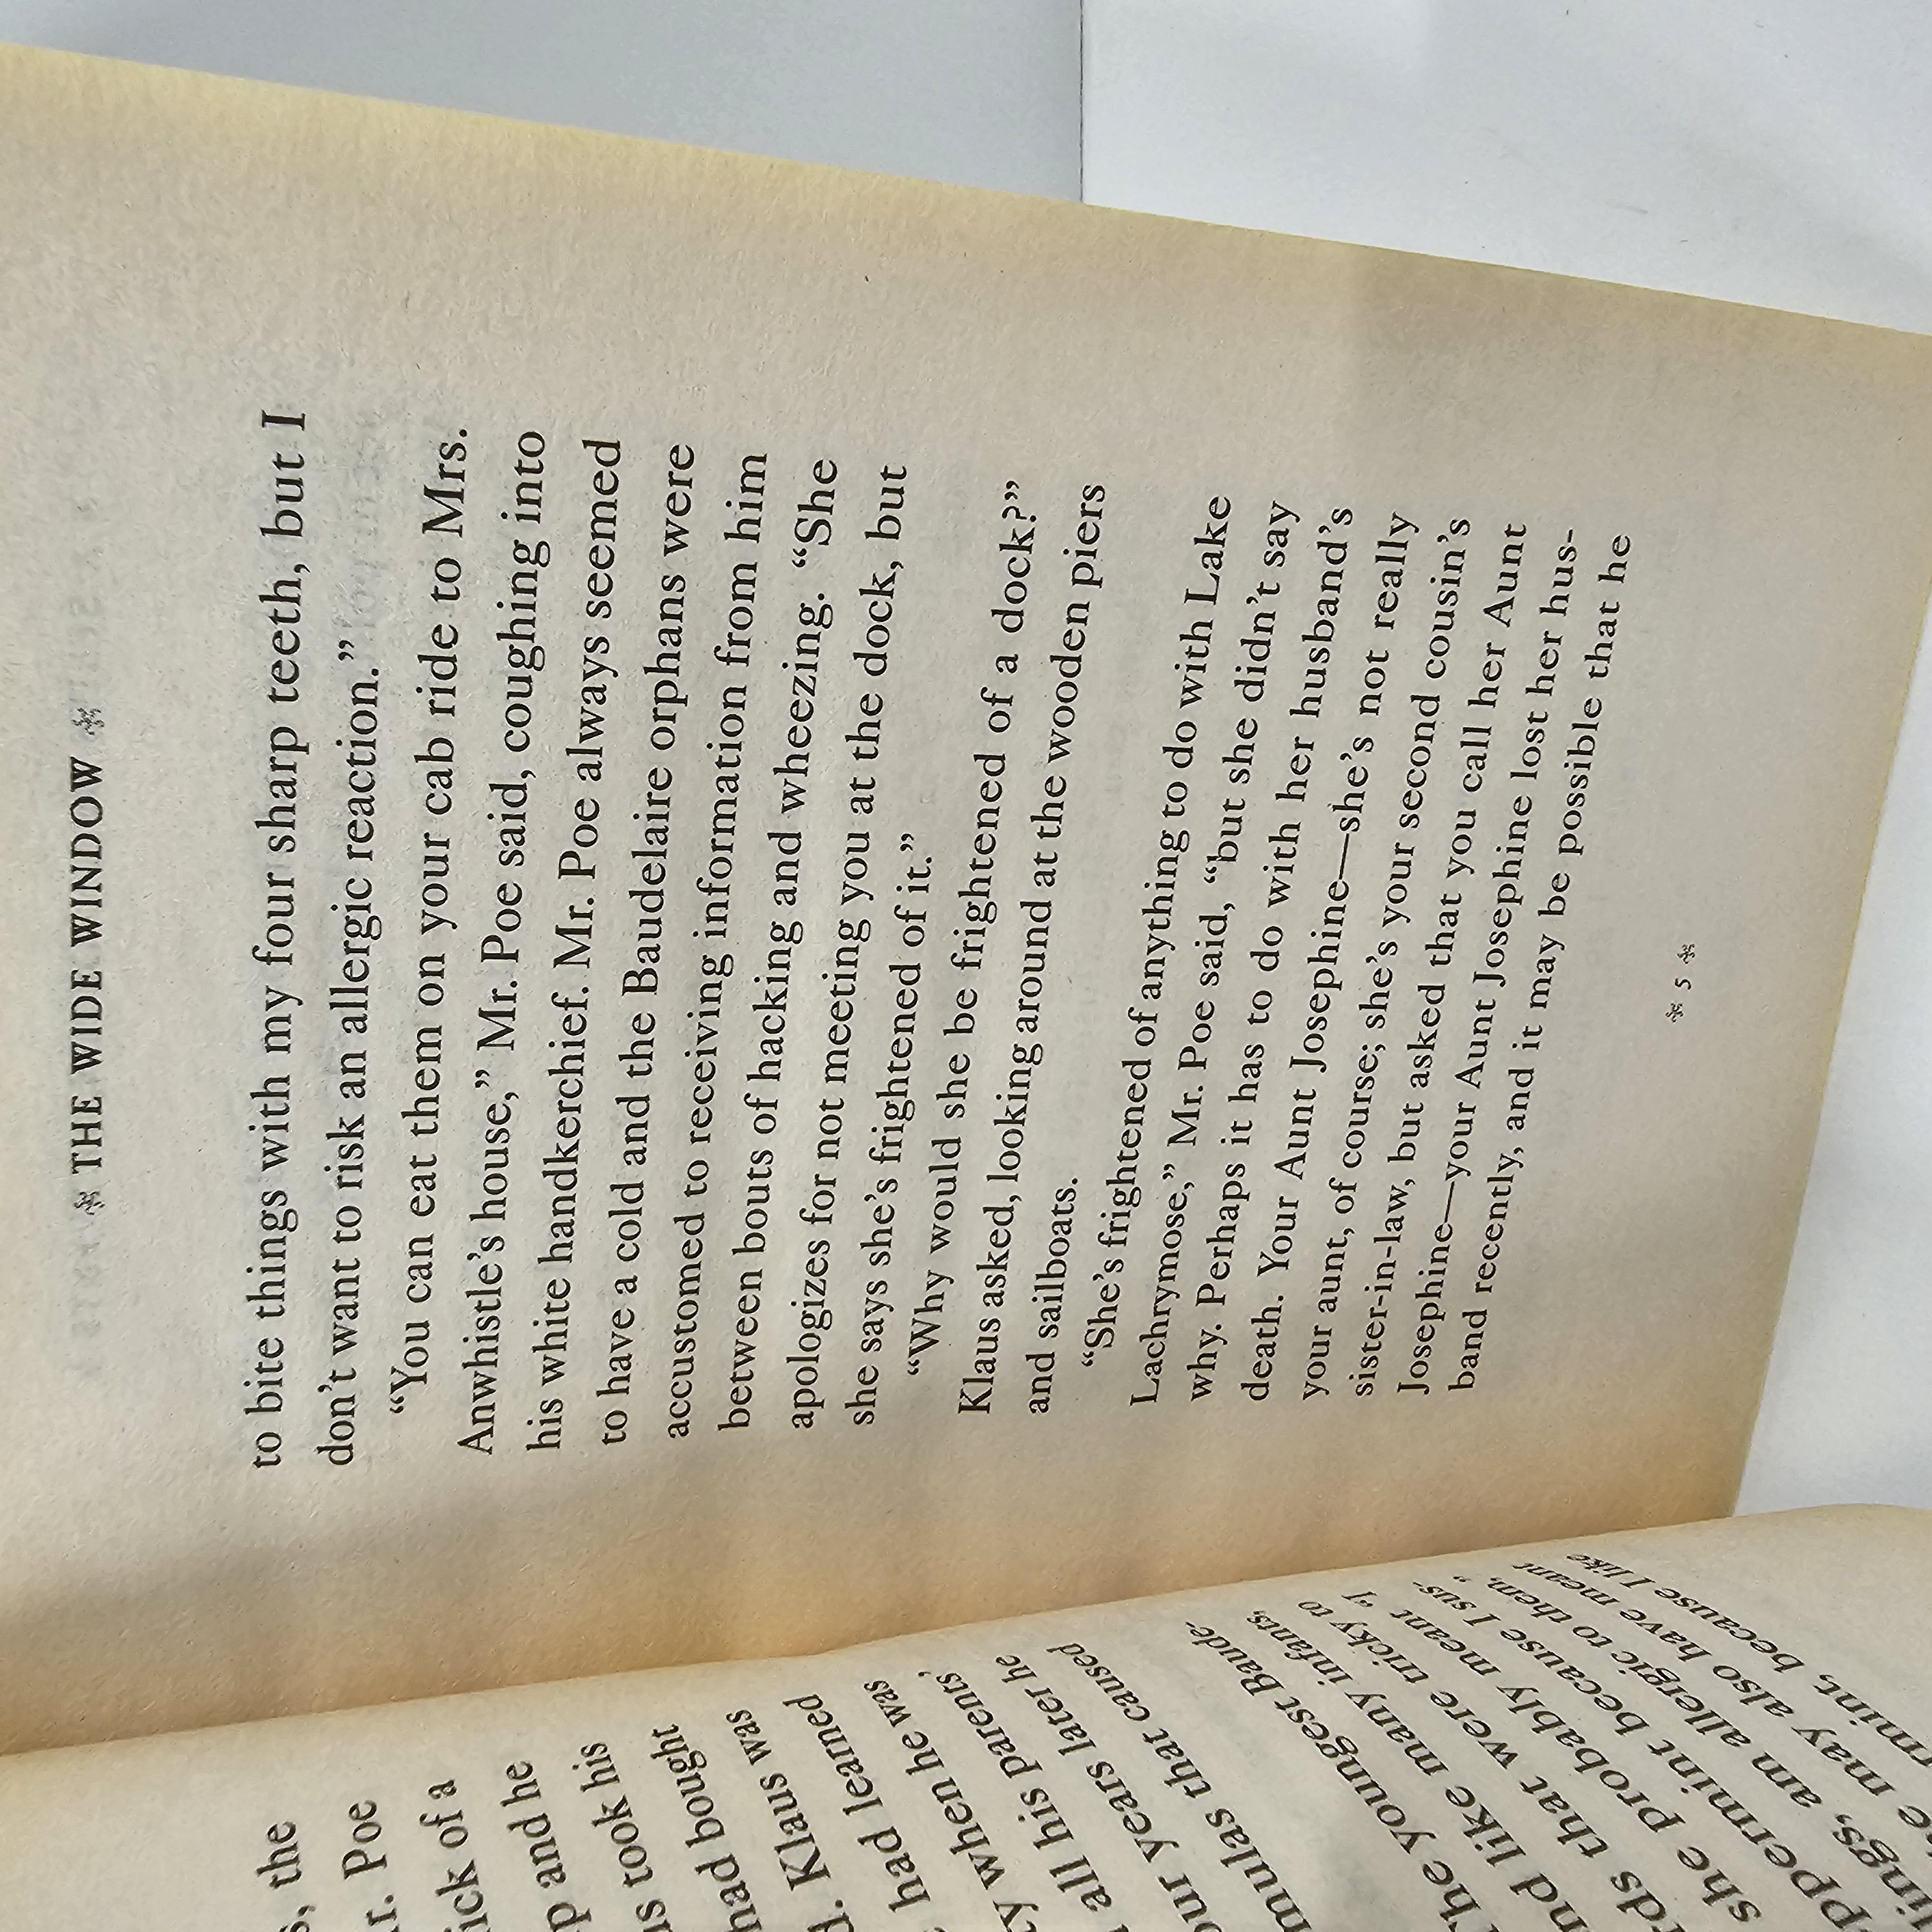 s, the
r. Poe
ick of a
p and he
us took his
had bought
d. Klaus was
had learned
ty when he was
all his parents’
our years later he
mulas that caused
The youngest Baude-
nd like many infants,
rds that were tricky to
she probably meant “I
ppermint because I sus-
lings, am allergic to them,”
he may also have meant
rmint, because I like
THE WIDE WINDOW
to bite things with my four sharp teeth, but I
don’t want to risk an allergic reaction.”
“You can eat them on your cab ride to Mrs.
Anwhistle’s house,” Mr. Poe said, coughing into
his white handkerchief. Mr. Poe always seemed
to have a cold and the Baudelaire orphans were
accustomed to receiving information from him
between bouts of hacking and wheezing. “She
apologizes for not meeting you at the dock, but
she says she’s frightened of it.”
“Why would she be frightened of a dock?”
Klaus asked, looking around at the wooden piers
and sailboats.
“She’s frightened of anything to do with Lake
Lachrymose,” Mr. Poe said, “but she didn’t say
why. Perhaps it has to do with her husband’s
death. Your Aunt Josephine—she’s not really
your aunt, of course; she’s your second cousin’s
sister-in-law, but asked that you call her Aunt
Josephine—your Aunt Josephine lost her hus-
band recently, and it may be possible that he
5